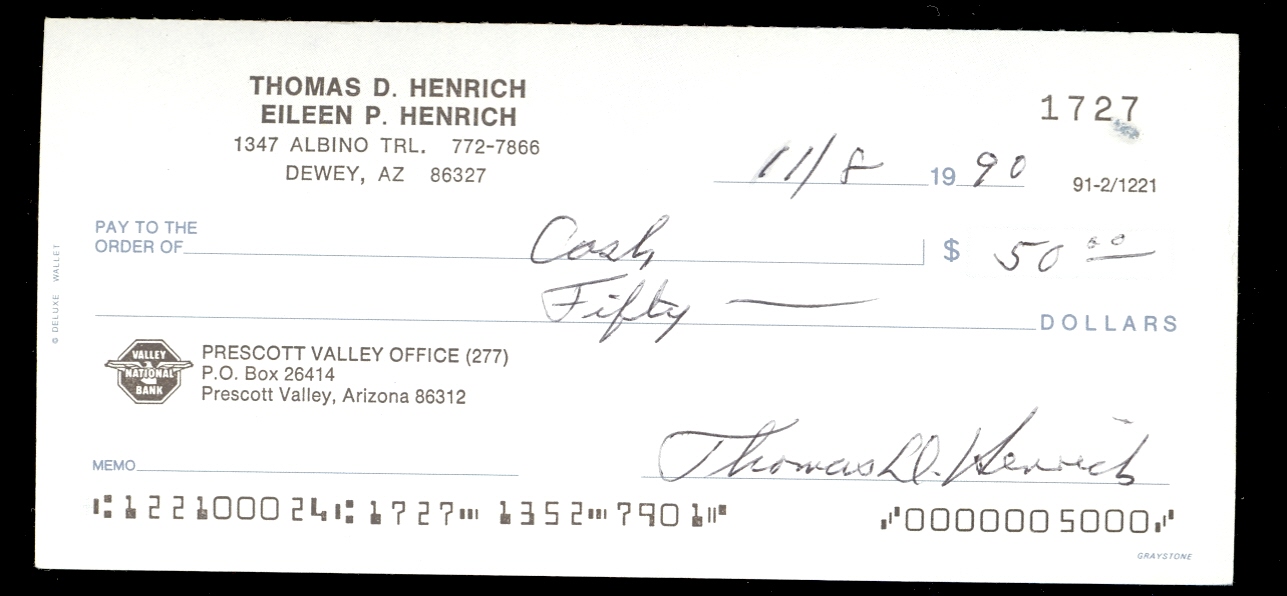 THOMAS D. HENRICH
EILEEN P. HENRICH
1347 ALBINO TRL. 772-7866
DEWEY, AZ 86327
1727
11/8 1990
91-2/1221
PAY TO THE
ORDER OF Cash $ 50 00
Fifty — DOLLARS
© DELUXE WALLET
VALLEY
NATIONAL
BANK
PRESCOTT VALLEY OFFICE (277)
P.O. Box 26414
Prescott Valley, Arizona 86312
MEMO
Thomas D. Henrich
⑆122100024⑆1727⑉1352⑉7901⑈ ⑇0000005000⑇
GRAYSTONE